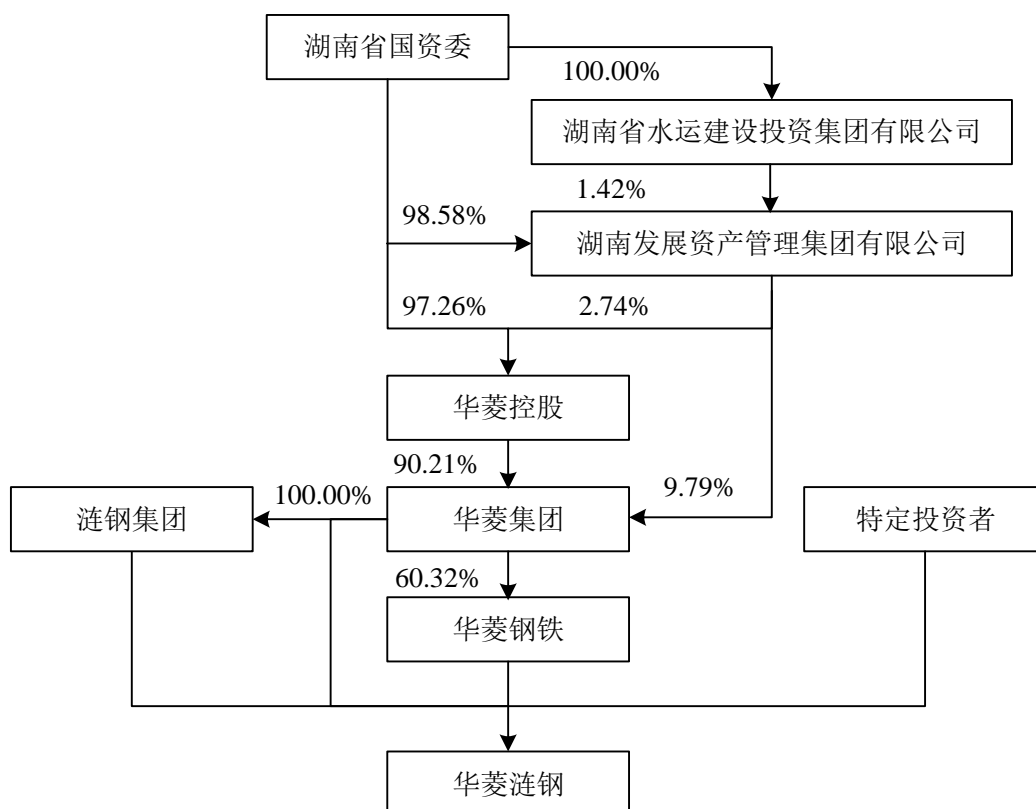 湖南省国资委
100.00%
湖南省水运建设投资集团有限公司
1.42%
98.58%
湖南发展资产管理集团有限公司
97.26%
2.74%
华菱控股
90.21%
9.79%
100.00%
涟钢集团
华菱集团
特定投资者
60.32%
华菱钢铁
华菱涟钢